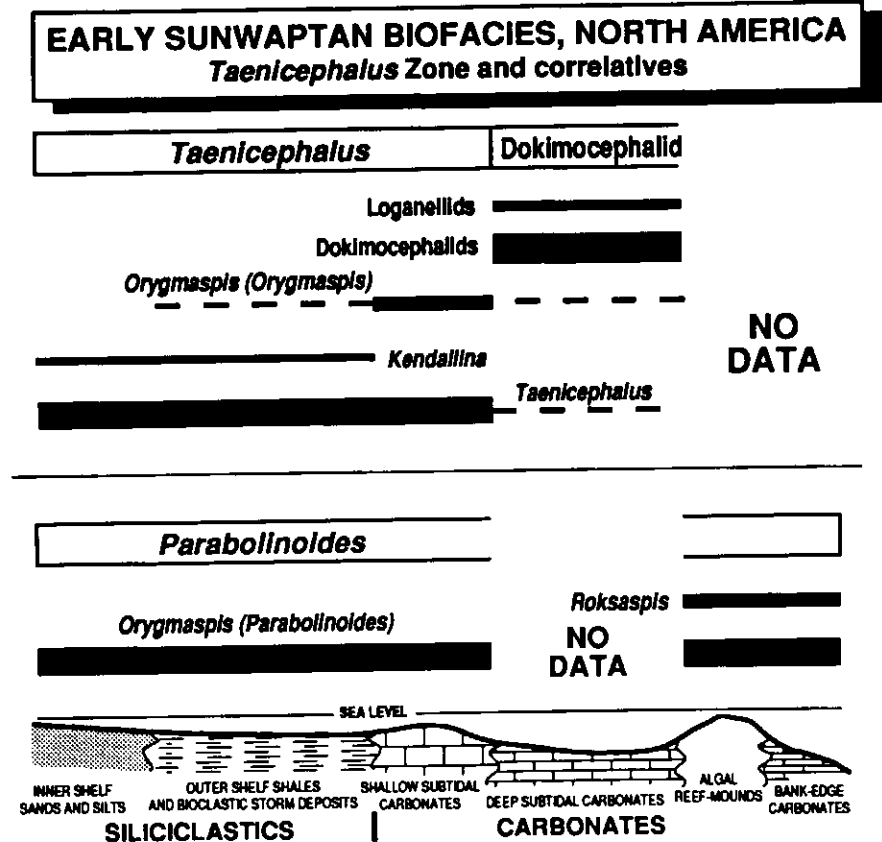 EARLY SUNWAPTAN BIOFACIES, NORTH AMERICA
Taenicephalus Zone and correlatives
Taenicephalus
Dokimocephalid
Loganellids
Dokimocephalids
Orygmaspis (Orygmaspis)
NO
DATA
Kendallina
Taenicephalus
Parabolinoides
Roksaspis
Orygmaspis (Parabolinoides)
NO
DATA
SEA LEVEL
INNER SHELF
SANDS AND SILTS
OUTER SHELF SHALES
AND BIOCLASTIC STORM DEPOSITS
SHALLOW SUBTIDAL
CARBONATES
DEEP SUBTIDAL CARBONATES
ALGAL
REEF-MOUNDS
BANK-EDGE
CARBONATES
SILICICLASTICS
CARBONATES